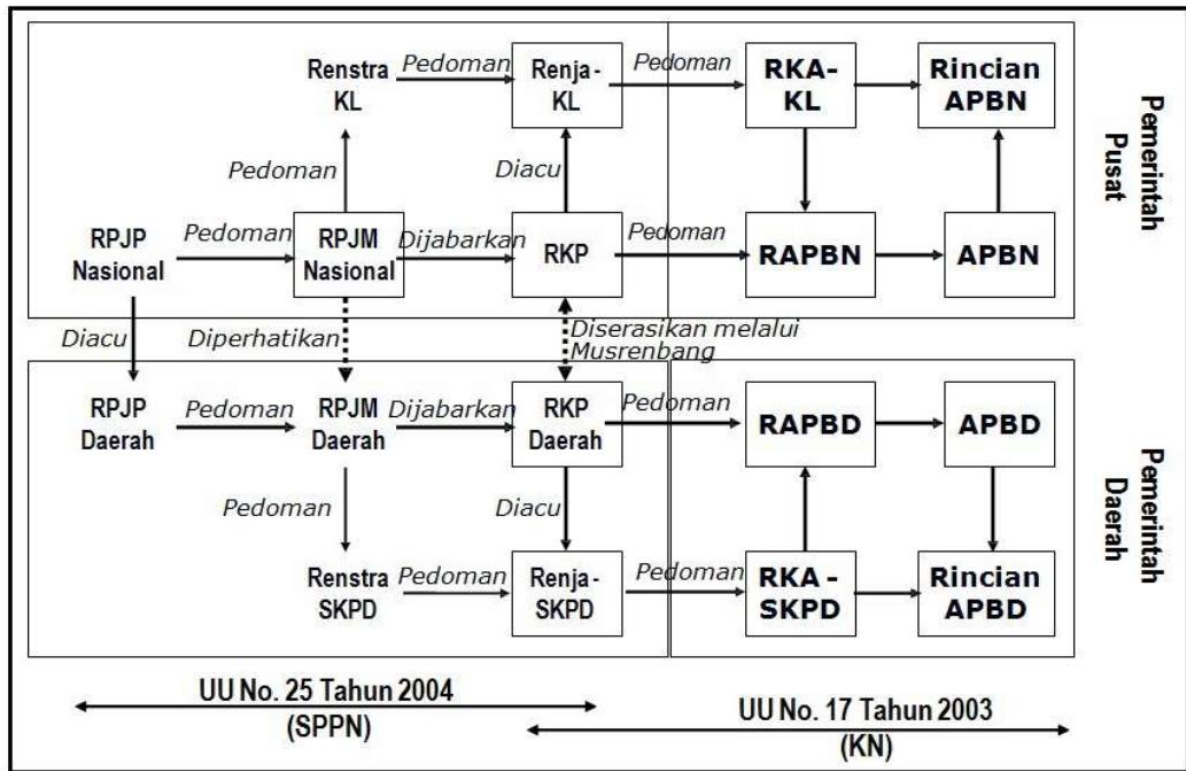 Renstra
KL
Pedoman
Renja-
KL
Pedoman
RKA-
KL
Rincian
APBN
Pemerintah
Pusat
Pedoman
Diacu
RPJP
Nasional
Pedoman
RPJM
Nasional
Dijabarkan
RKP
Pedoman
RAPBN
APBN
Diacu
Diperhatikan
Diserasikan melalui
Musrenbang
RPJP
Daerah
Pedoman
RPJM
Daerah
Dijabarkan
RKP
Daerah
Pedoman
RAPBD
APBD
Pemerintah
Daerah
Pedoman
Diacu
Renstra
SKPD
Pedoman
Renja-
SKPD
Pedoman
RKA -
SKPD
Rincian
APBD
UU No. 25 Tahun 2004
(SPPN)
UU No. 17 Tahun 2003
(KN)